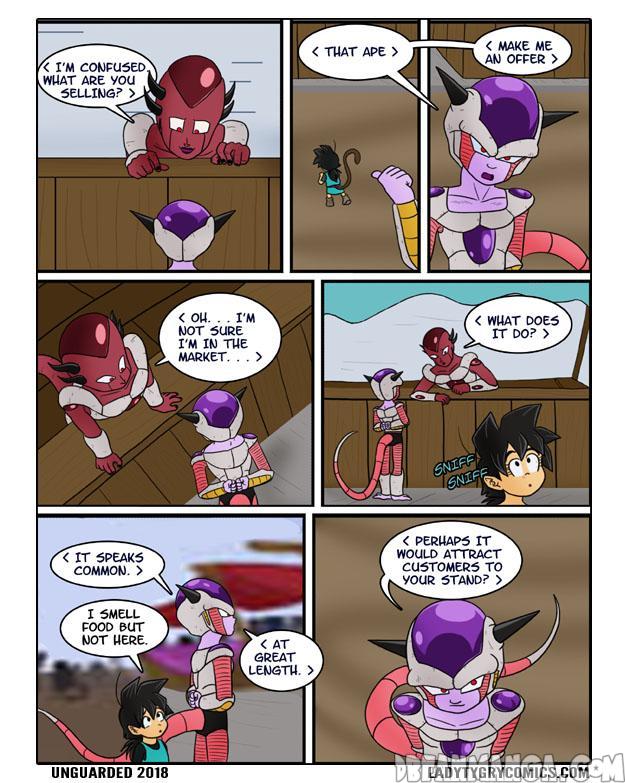 < I'M CONFUSED
WHAT ARE YOU
SELLING? >
< THAT APE >
< MAKE ME
AN OFFER >
< OH. . . I'M
NOT SURE
I'M IN THE
MARKET. . . >
< WHAT DOES
IT DO? >
SNIFF
SNIFF
< IT SPEAKS
COMMON. >
I SMELL
FOOD BUT
NOT HERE.
< AT
GREAT
LENGTH. >
< PERHAPS IT
WOULD ATTRACT
CUSTOMERS TO
YOUR STAND? >
UNGUARDED 2018
LADYTYGRYCOMICS.COM
DBZANMANGA.COM